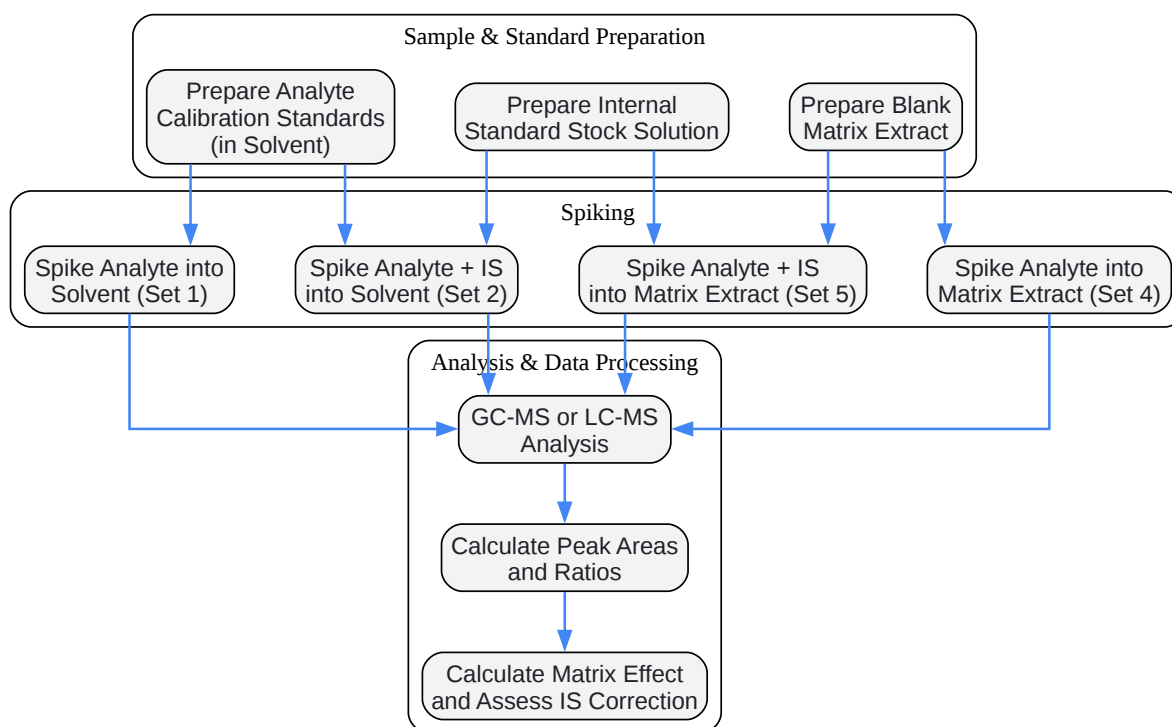 Sample & Standard Preparation
Prepare Analyte
Calibration Standards
(in Solvent)
Prepare Internal
Standard Stock Solution
Prepare Blank
Matrix Extract
Spiking
Spike Analyte into
Solvent (Set 1)
Spike Analyte + IS
into Solvent (Set 2)
Spike Analyte + IS
into Matrix Extract (Set 5)
Spike Analyte into
Matrix Extract (Set 4)
Analysis & Data Processing
GC-MS or LC-MS
Analysis
Calculate Peak Areas
and Ratios
Calculate Matrix Effect
and Assess IS Correction